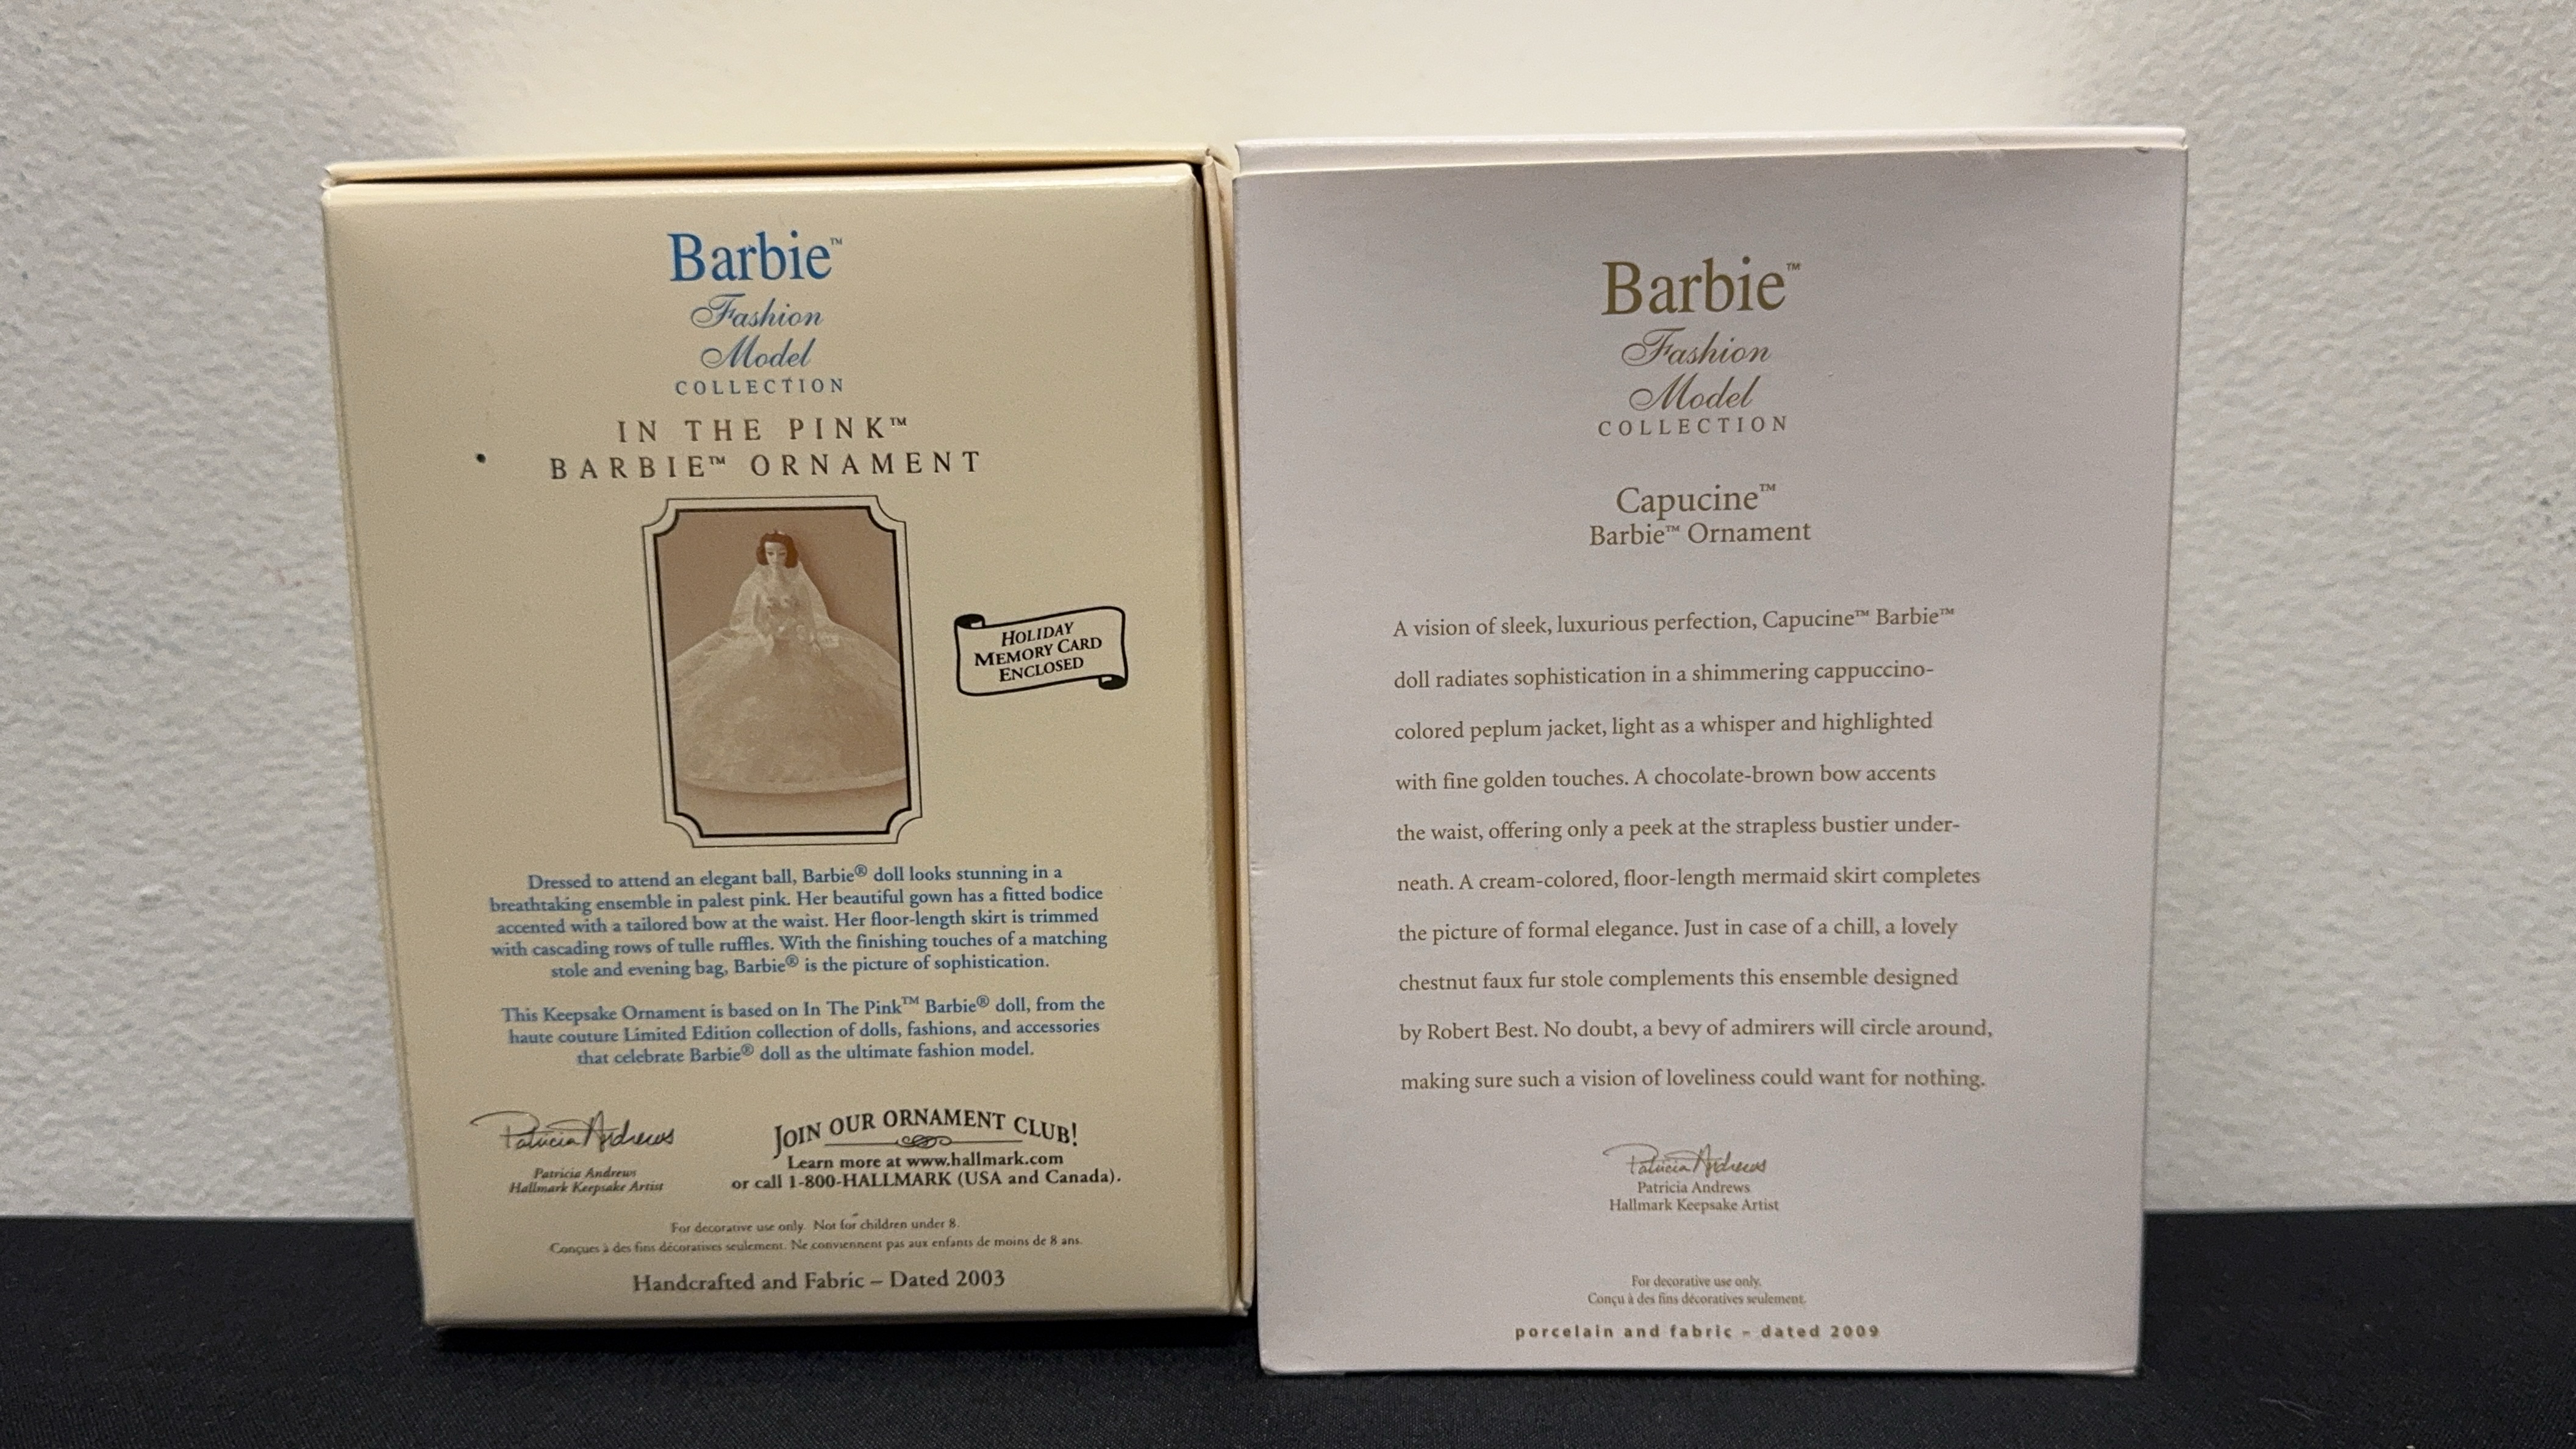 Barbie™
Fashion
Model
COLLECTION
IN THE PINK™
BARBIE™ ORNAMENT
HOLIDAY
MEMORY CARD
ENCLOSED
Dressed to attend an elegant ball, Barbie® doll looks stunning in a
breathtaking ensemble in palest pink. Her beautiful gown has a fitted bodice
accented with a tailored bow at the waist. Her floor-length skirt is trimmed
with cascading rows of tulle ruffles. With the finishing touches of a matching
stole and evening bag, Barbie® is the picture of sophistication.
This Keepsake Ornament is based on In The Pink™ Barbie® doll, from the
haute couture Limited Edition collection of dolls, fashions, and accessories
that celebrate Barbie® doll as the ultimate fashion model.
Patricia Andrews
Patricia Andrews
Hallmark Keepsake Artist
JOIN OUR ORNAMENT CLUB!
Learn more at www.hallmark.com
or call 1-800-HALLMARK (USA and Canada).
For decorative use only. Not for children under 8.
Conçues à des fins décoratives seulement. Ne conviennent pas aux enfants de moins de 8 ans.
Handcrafted and Fabric – Dated 2003
Barbie™
Fashion
Model
COLLECTION
Capucine™
Barbie™ Ornament
A vision of sleek, luxurious perfection, Capucine™ Barbie™
doll radiates sophistication in a shimmering cappuccino-
colored peplum jacket, light as a whisper and highlighted
with fine golden touches. A chocolate-brown bow accents
the waist, offering only a peek at the strapless bustier under-
neath. A cream-colored, floor-length mermaid skirt completes
the picture of formal elegance. Just in case of a chill, a lovely
chestnut faux fur stole complements this ensemble designed
by Robert Best. No doubt, a bevy of admirers will circle around,
making sure such a vision of loveliness could want for nothing.
Patricia Andrews
Patricia Andrews
Hallmark Keepsake Artist
For decorative use only.
Conçu à des fins décoratives seulement.
porcelain and fabric – dated 2009